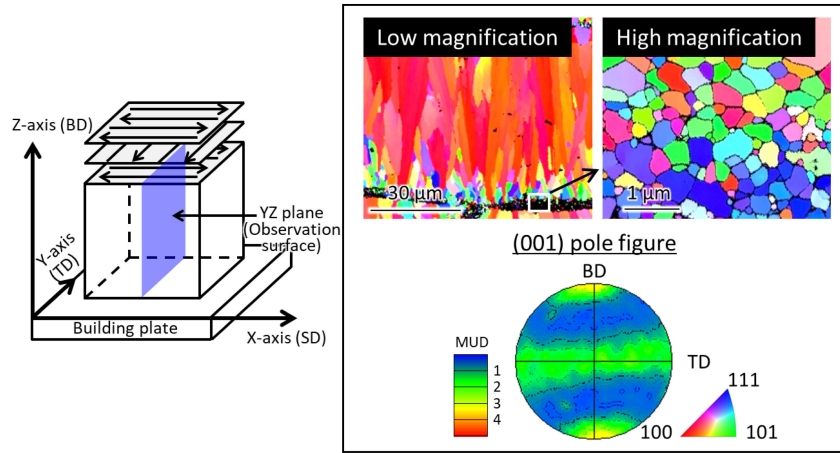 Z-axis (BD)
Y-axis
(TD)
YZ plane
(Observation
surface)
Building plate
X-axis (SD)
Low magnification
30 μm
High magnification
1 μm
(001) pole figure
BD
MUD
1
2
3
4
TD
111
100
101